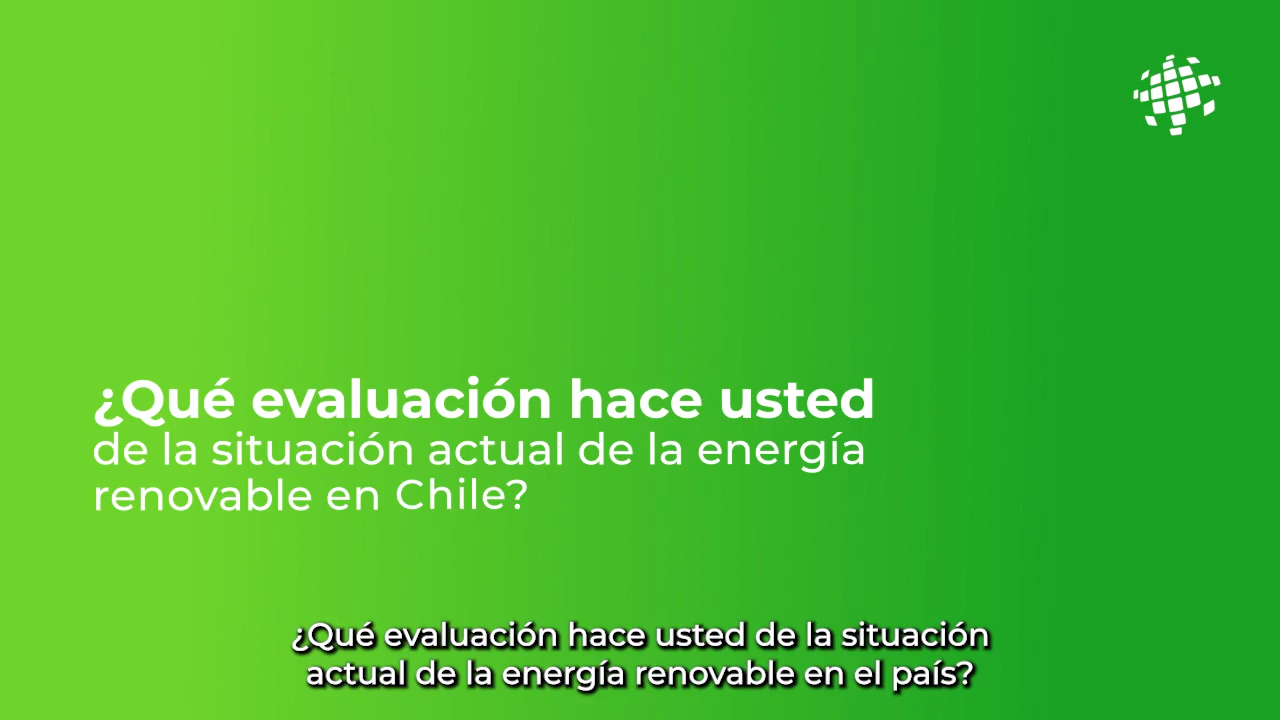 ¿Qué evaluación hace usted
de la situación actual de la energía
renovable en Chile?
¿Qué evaluación hace usted de la situación
actual de la energía renovable en el país?